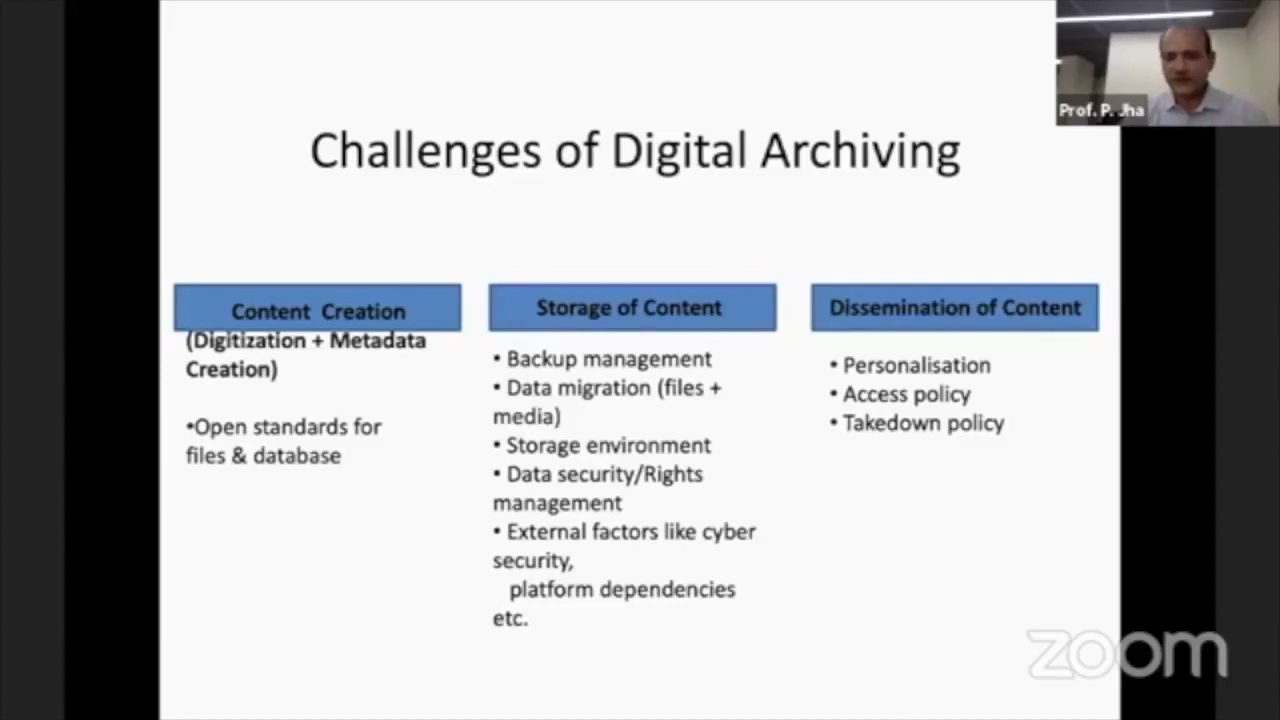 Prof. P. Jha
Challenges of Digital Archiving
Content Creation
(Digitization + Metadata
Creation)
•Open standards for
files & database
Storage of Content
• Backup management
• Data migration (files +
media)
• Storage environment
• Data security/Rights
management
• External factors like cyber
security,
platform dependencies
etc.
Dissemination of Content
• Personalisation
• Access policy
• Takedown policy
zoom